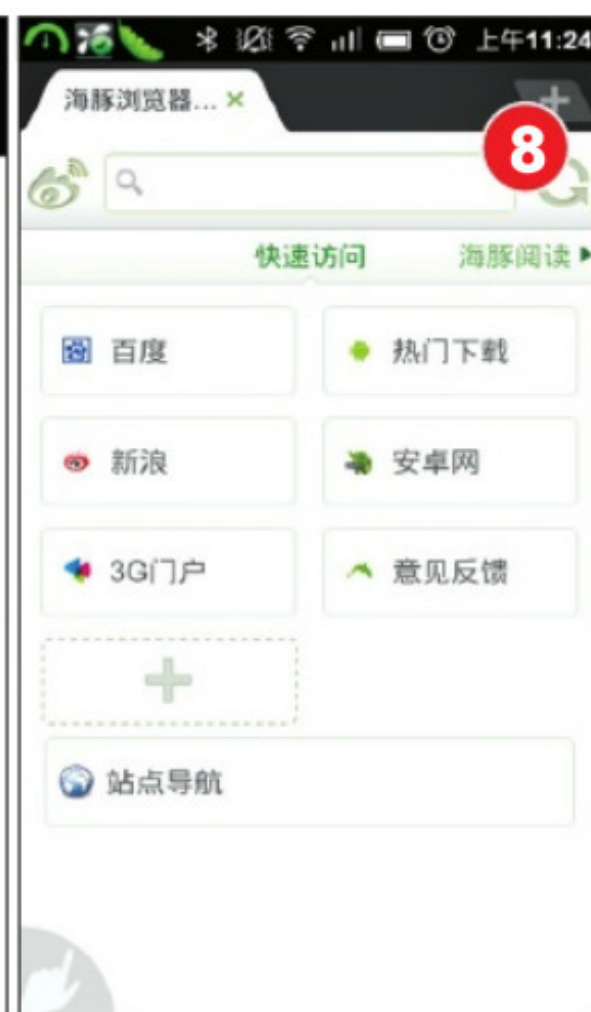 上午11:24
海豚浏览器...
8
快速访问 海豚阅读
百度 热门下载
新浪 安卓网
3G门户 意见反馈
站点导航